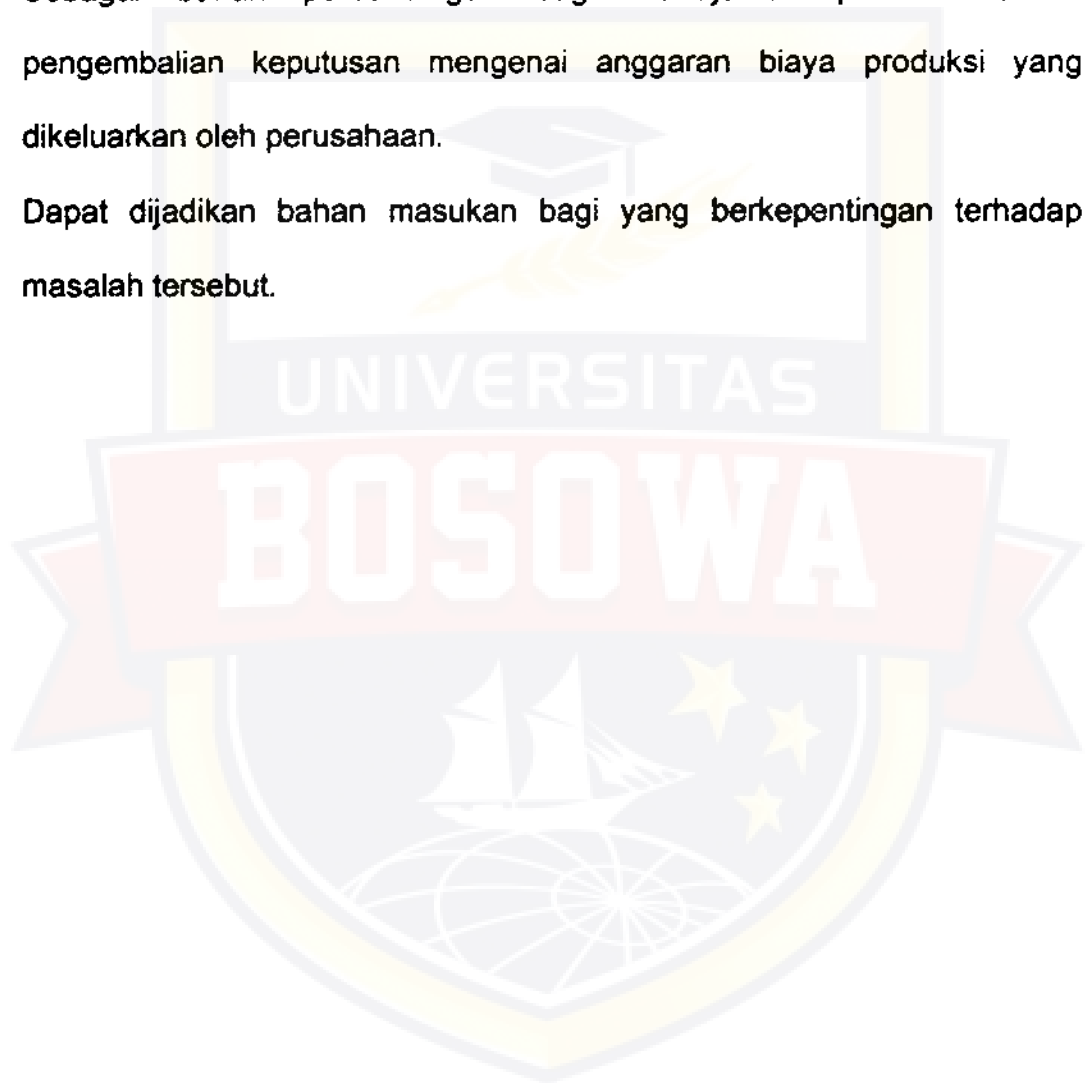 pengembalian keputusan mengenai anggaran biaya produksi yang
dikeluarkan oleh perusahaan.
Dapat dijadikan bahan masukan bagi yang berkepentingan terhadap
masalah tersebut.
UNIVERSITAS
BOSOWA